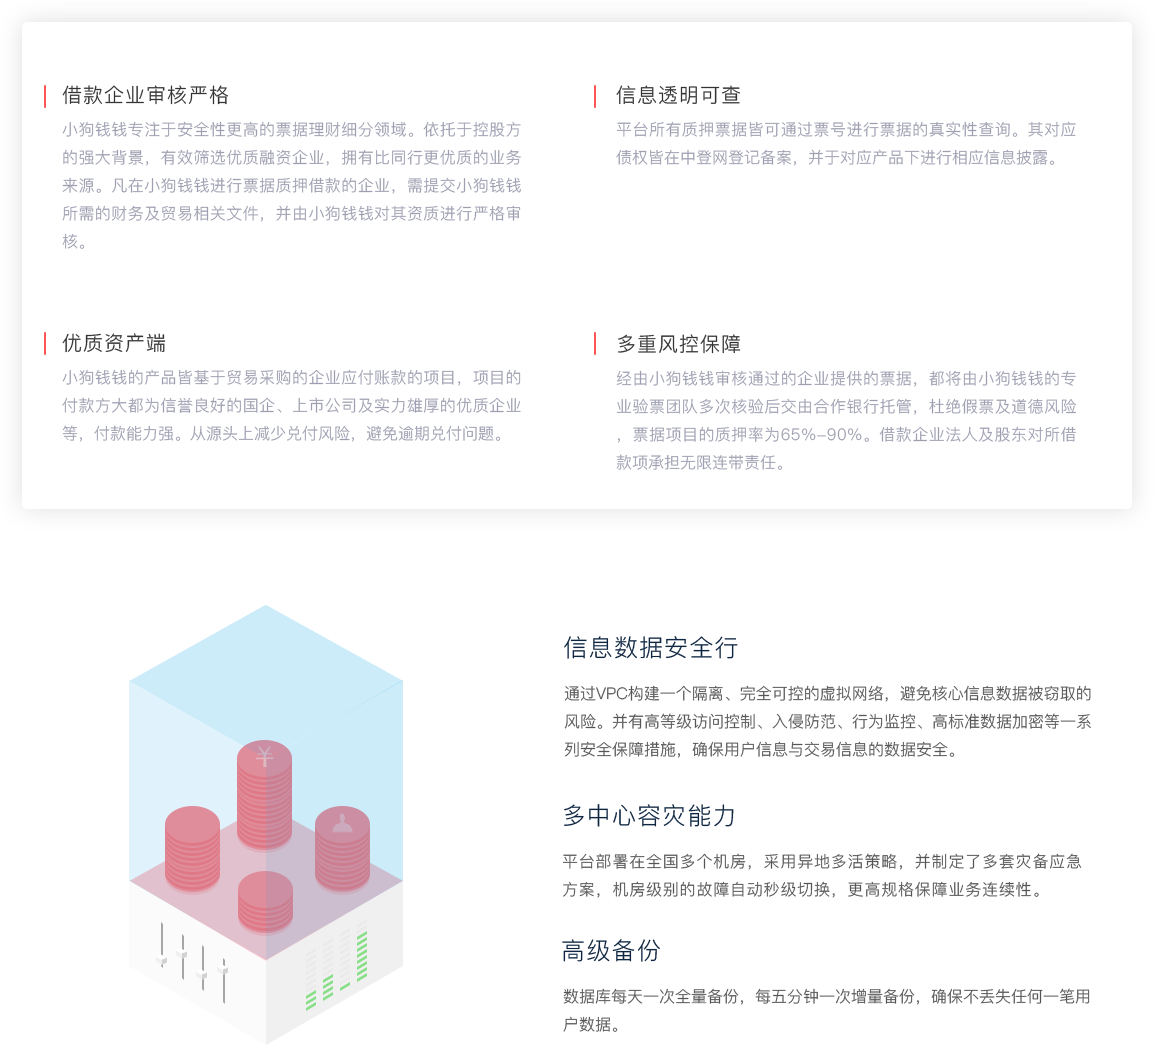 借款企业审核严格
小狗钱钱专注于安全性更高的票据理财细分领域。依托于控股方
的强大背景，有效筛选优质融资企业，拥有比同行更优质的业务
来源。凡在小狗钱钱进行票据质押借款的企业，需提交小狗钱钱
所需的财务及贸易相关文件，并由小狗钱钱对其资质进行严格审
核。
信息透明可查
平台所有质押票据皆可通过票号进行票据的真实性查询。其对应
债权皆在中登网登记备案，并于对应产品下进行相应信息披露。
优质资产端
小狗钱钱的产品皆基于贸易采购的企业应付账款的项目，项目的
付款方大都为信誉良好的国企、上市公司及实力雄厚的优质企业
等，付款能力强。从源头上减少兑付风险，避免逾期兑付问题。
多重风控保障
经由小狗钱钱审核通过的企业提供的票据，都将由小狗钱钱的专
业验票团队多次核验后交由合作银行托管，杜绝假票及道德风险
，票据项目的质押率为65%-90%。借款企业法人及股东对所借
款项承担无限连带责任。
¥
信息数据安全行
通过VPC构建一个隔离、完全可控的虚拟网络，避免核心信息数据被窃取的
风险。并有高等级访问控制、入侵防范、行为监控、高标准数据加密等一系
列安全保障措施，确保用户信息与交易信息的数据安全。
多中心容灾能力
平台部署在全国多个机房，采用异地多活策略，并制定了多套灾备应急
方案，机房级别的故障自动秒级切换，更高规格保障业务连续性。
高级备份
数据库每天一次全量备份，每五分钟一次增量备份，确保不丢失任何一笔用
户数据。